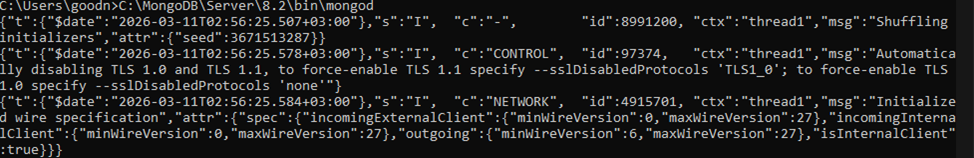 C:\Users\goodn>C:\MongoDB\Server\8.2\bin\mongod
{"t":{"$date":"2026-03-11T02:56:25.507+03:00"},"s":"I",  "c":"-",        "id":8991200, "ctx":"thread1","msg":"Shuffling
initializers","attr":{"seed":3671513287}}
{"t":{"$date":"2026-03-11T02:56:25.578+03:00"},"s":"I",  "c":"CONTROL",  "id":97374,   "ctx":"thread1","msg":"Automatica
lly disabling TLS 1.0 and TLS 1.1, to force-enable TLS 1.1 specify --sslDisabledProtocols 'TLS1_0'; to force-enable TLS
1.0 specify --sslDisabledProtocols 'none'"}
{"t":{"$date":"2026-03-11T02:56:25.584+03:00"},"s":"I",  "c":"NETWORK",  "id":4915701, "ctx":"thread1","msg":"Initialize
d wire specification","attr":{"spec":{"incomingExternalClient":{"minWireVersion":0,"maxWireVersion":27},"incomingInterna
lClient":{"minWireVersion":0,"maxWireVersion":27},"outgoing":{"minWireVersion":6,"maxWireVersion":27},"isInternalClient"
:true}}}